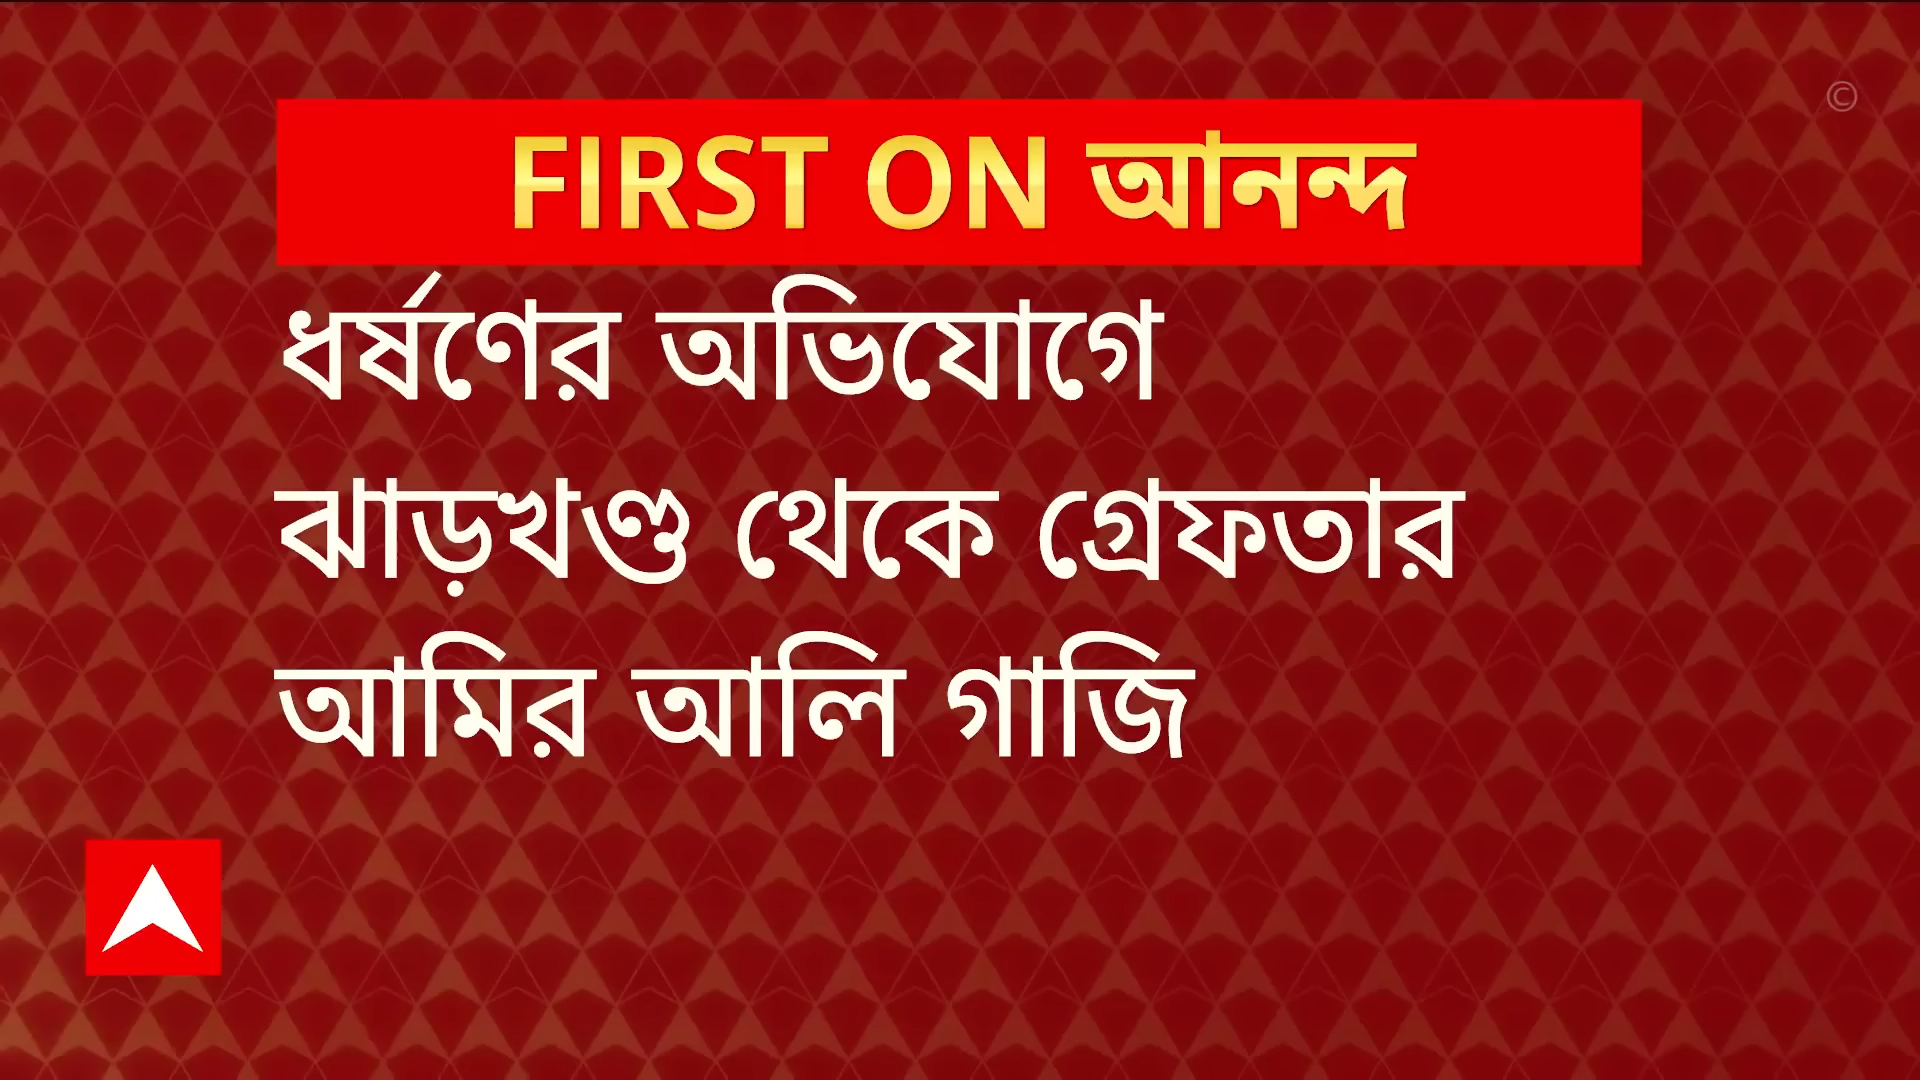 ©
FIRST ON আনন্দ
ধর্ষণের অভিযোগে
ঝাড়খণ্ড থেকে গ্রেফতার
আমির আলি গাজি